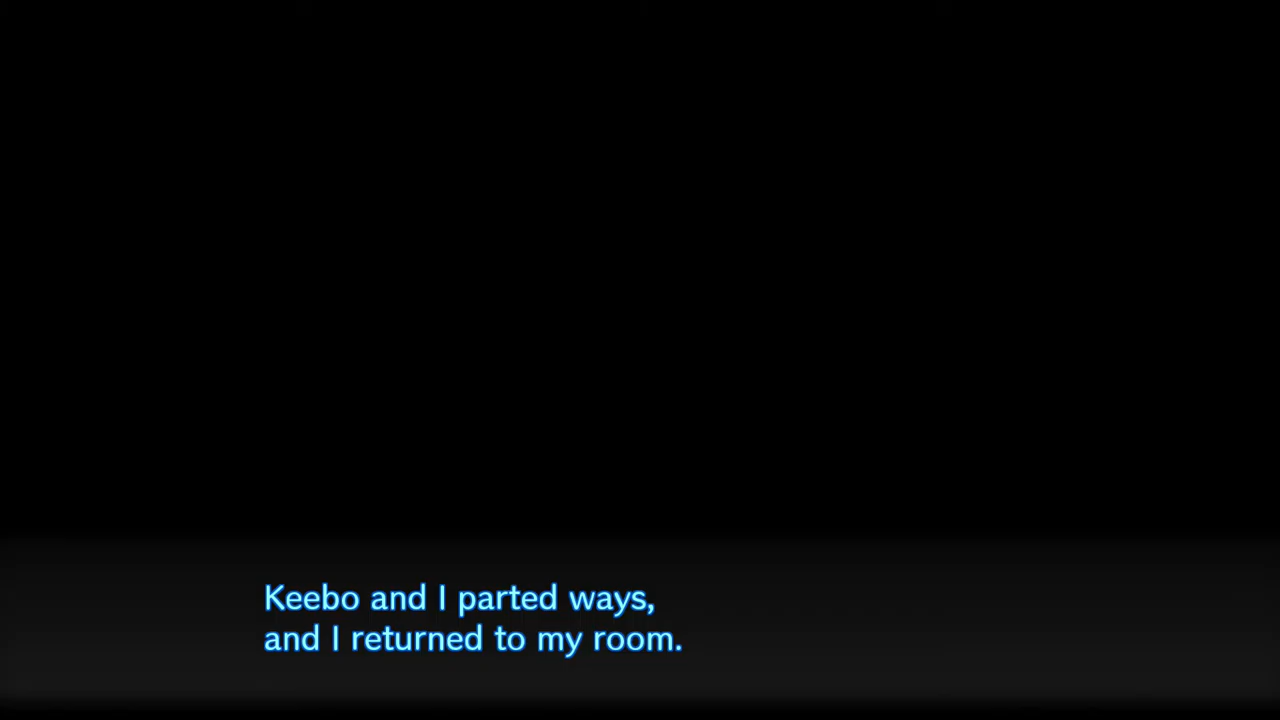 Keebo and I parted ways,
and I returned to my room.